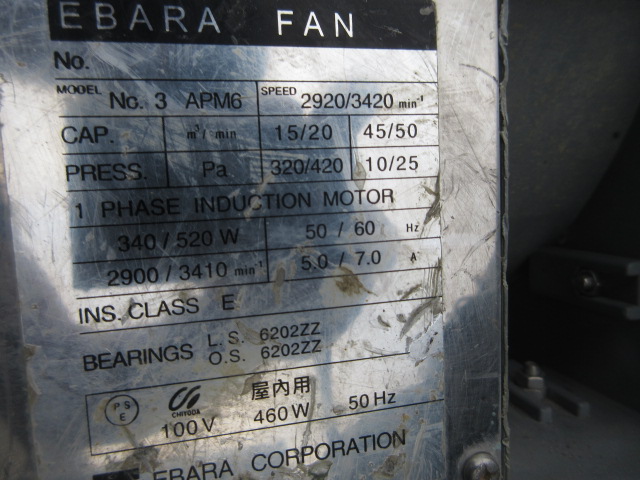 EBARA FAN
No.
MODEL No. 3 APM6 SPEED 2920/3420 min⁻¹
CAP. m³/min 15/20 45/50
PRESS. Pa 320/420 10/25
1 PHASE INDUCTION MOTOR
340 / 520 W 50 / 60 Hz
2900 / 3410 min⁻¹ 5.0 / 7.0 A
INS. CLASS E
BEARINGS L.S. 6202ZZ
O.S. 6202ZZ
PS
E
CHIYODA
屋内用
100V 460W 50Hz
EBARA CORPORATION